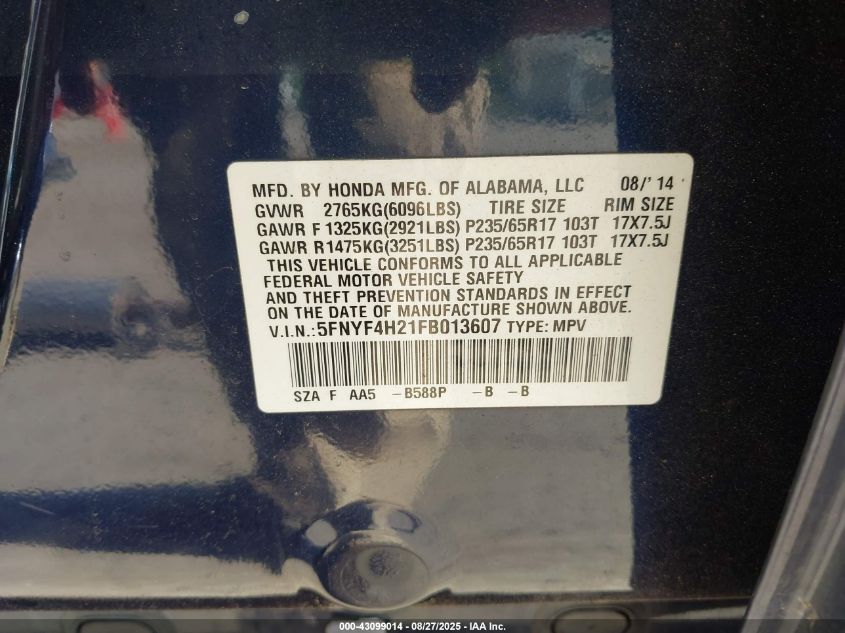 MFD. BY HONDA MFG. OF ALABAMA, LLC 08/' 14
GVWR 2765KG(6096LBS) TIRE SIZE RIM SIZE
GAWR F 1325KG(2921LBS) P235/65R17 103T 17X7.5J
GAWR R1475KG(3251LBS) P235/65R17 103T 17X7.5J
THIS VEHICLE CONFORMS TO ALL APPLICABLE
FEDERAL MOTOR VEHICLE SAFETY
AND THEFT PREVENTION STANDARDS IN EFFECT
ON THE DATE OF MANUFACTURE SHOWN ABOVE.
V.I.N.:5FNYF4H21FB013607 TYPE: MPV
SZA F AA5 -B588P -B -B
000-43099014 - 08/27/2025 - IAA Inc.